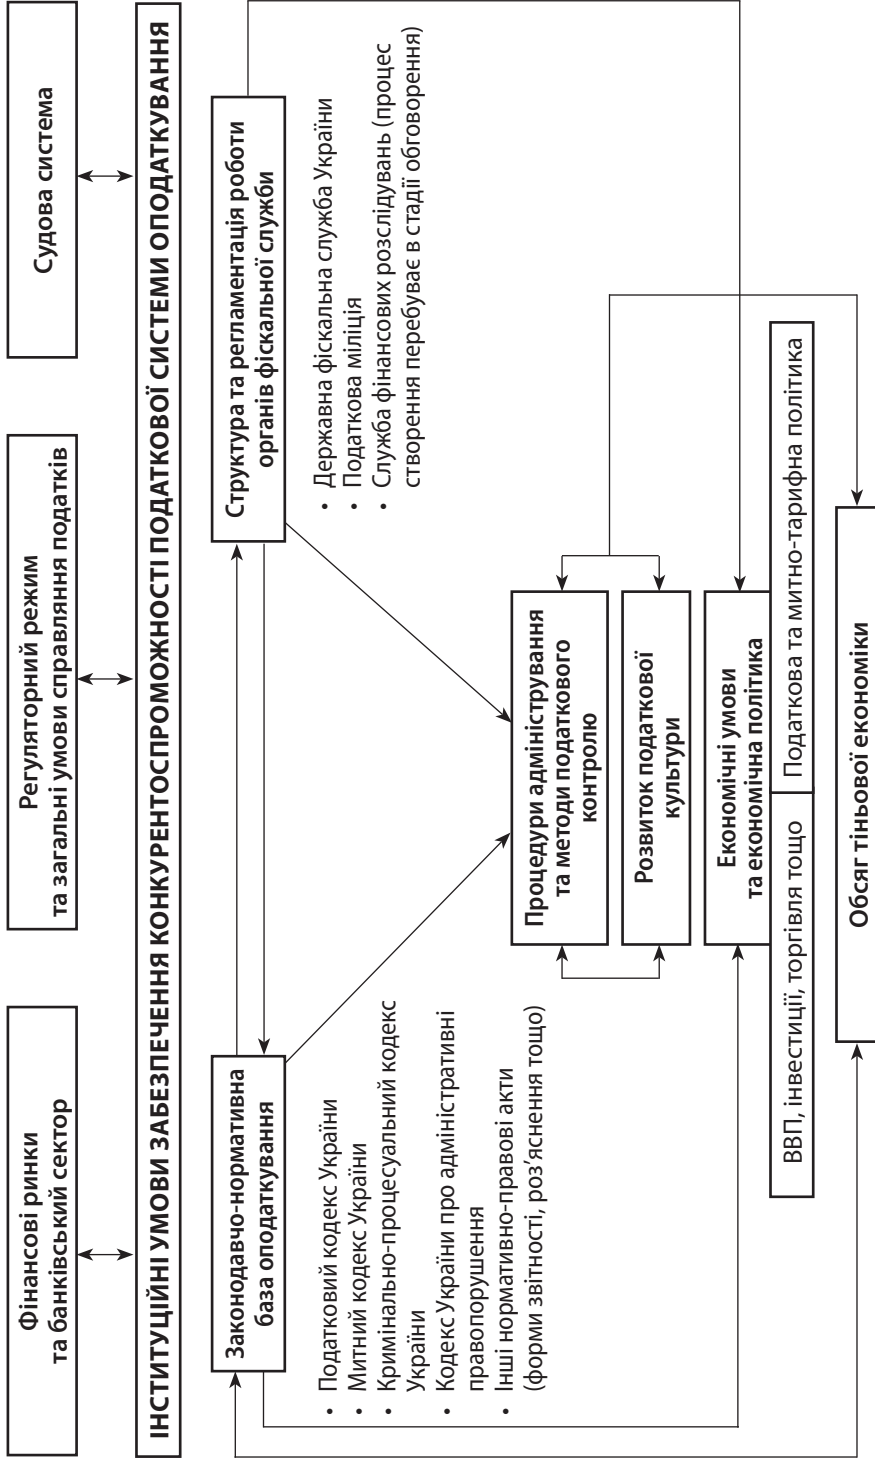 Фінансові ринки
та банківський сектор
Регуляторний режим
та загальні умови справляння податків
Судова система
ІНСТИТУЦІЙНІ УМОВИ ЗАБЕЗПЕЧЕННЯ КОНКУРЕНТОСПРОМОЖНОСТІ ПОДАТКОВОЇ СИСТЕМИ ОПОДАТКУВАННЯ
Законодавчо-нормативна
база оподаткування
Структура та регламентація роботи
органів фіскальної служби
• Податковий кодекс України
• Митний кодекс України
• Кримінально-процесуальний кодекс
України
• Кодекс України про адміністративні
правопорушення
• Інші нормативно-правові акти
(форми звітності, роз’яснення тощо)
• Державна фіскальна служба України
• Податкова міліція
• Служба фінансових розслідувань (процес
створення перебуває в стадії обговорення)
Процедури адміністрування
та методи податкового
контролю
Розвиток податкової
культури
Економічні умови
та економічна політика
ВВП, інвестиції, торгівля тощо
Податкова та митно-тарифна політика
Обсяг тіньової економіки